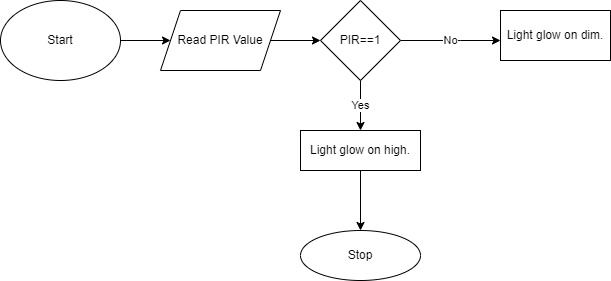 Start
Read PIR Value
PIR==1
No
Light glow on dim.
Yes
Light glow on high.
Stop